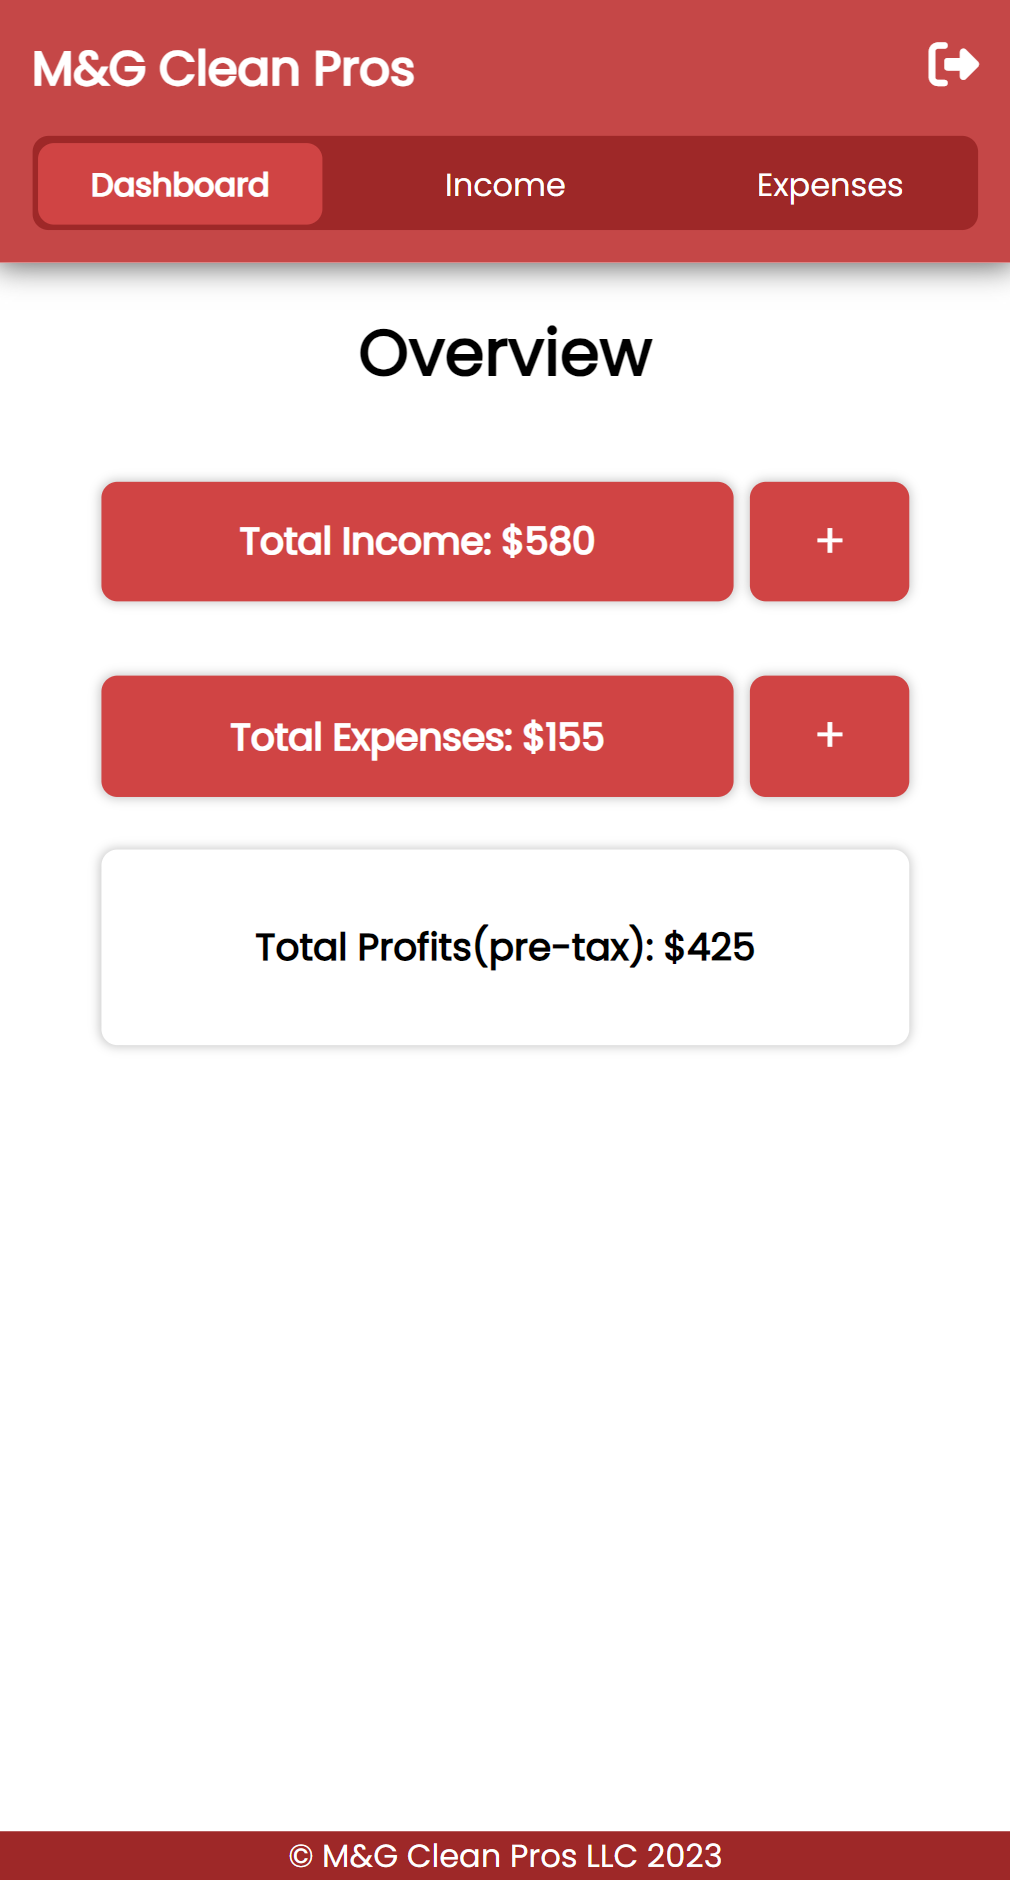 M&G Clean Pros
Dashboard Income Expenses
Overview
Total Income: $580 +
Total Expenses: $155 +
Total Profits(pre-tax): $425
© M&G Clean Pros LLC 2023